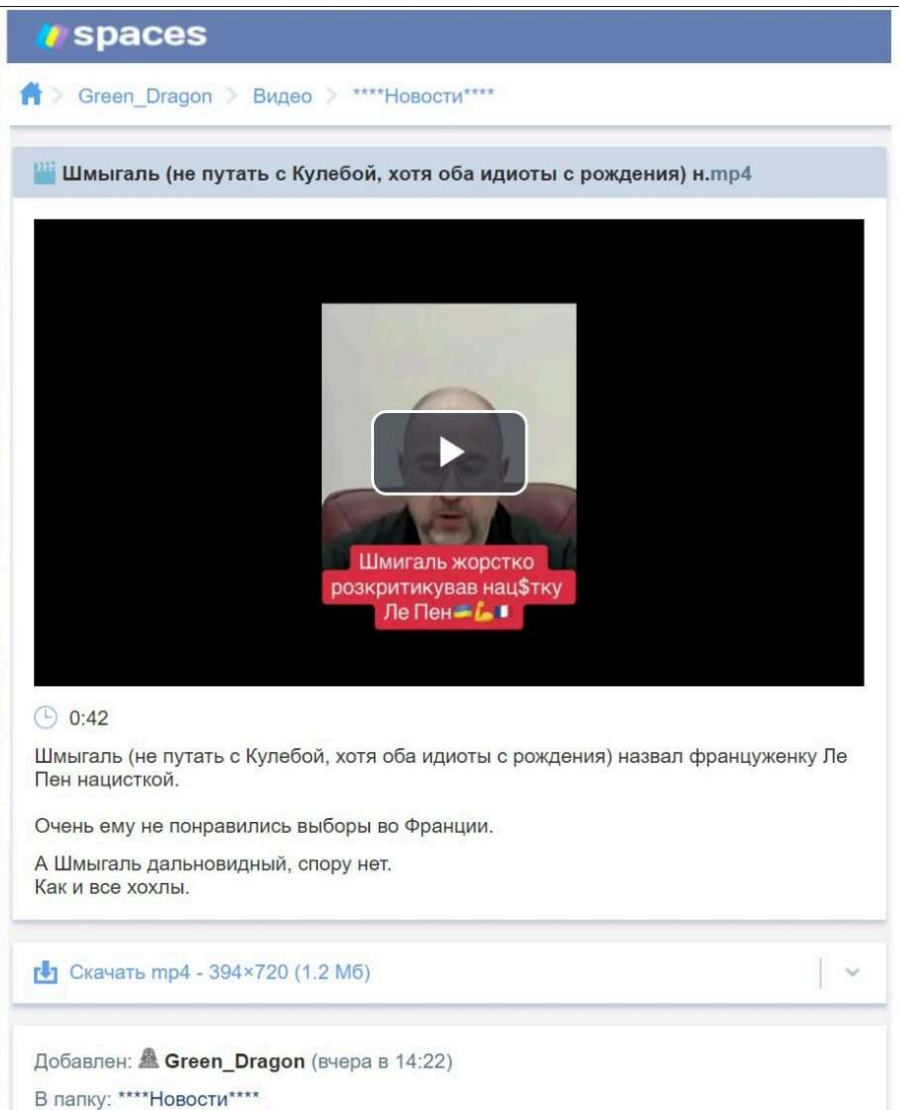 spaces
Green_Dragon > Видео > ****Новости****
Шмыгаль (не путать с Кулебой, хотя оба идиоты с рождения) н.mp4
Шмигаль жорстко
розкритикував нац$тку
Ле Пен🇺🇦💪🇫🇷
0:42
Шмыгаль (не путать с Кулебой, хотя оба идиоты с рождения) назвал француженку Ле
Пен нацисткой.
Очень ему не понравились выборы во Франции.
А Шмыгаль дальновидный, спору нет.
Как и все хохлы.
Скачать mp4 - 394×720 (1.2 Мб)
Добавлен: Green_Dragon (вчера в 14:22)
В папку: ****Новости****